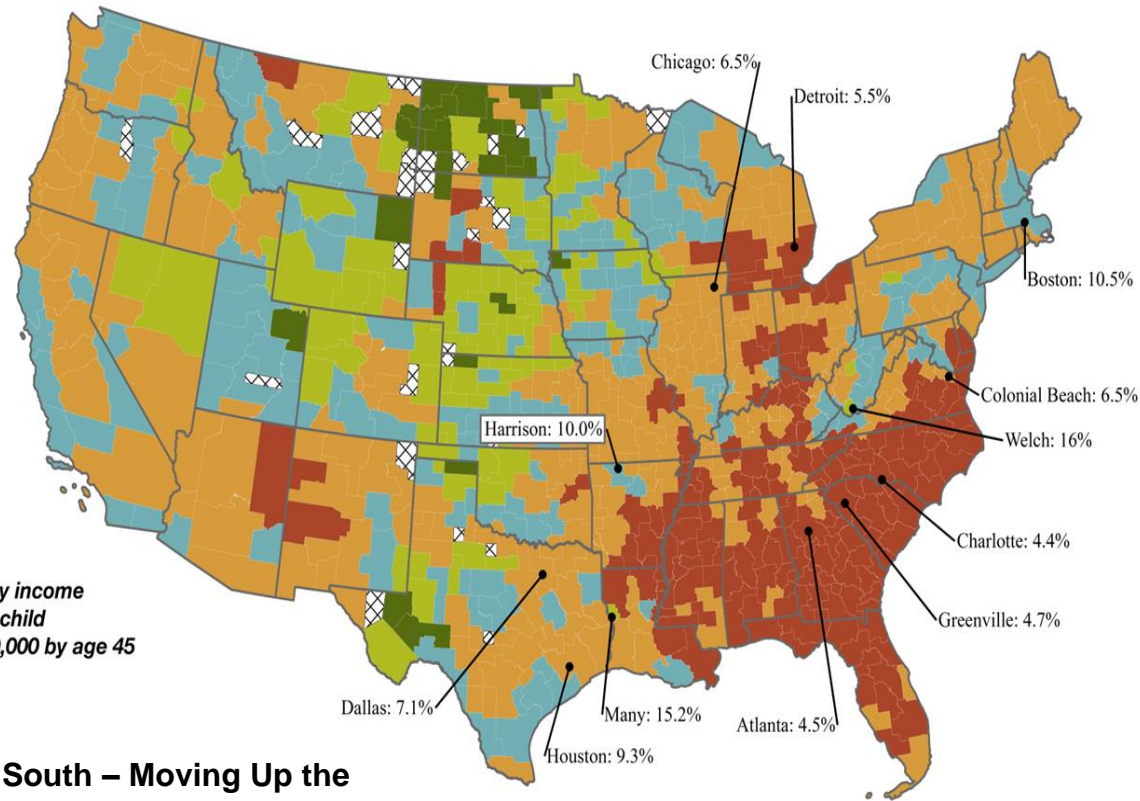 Chicago: 6.5%
Detroit: 5.5%
Boston: 10.5%
Colonial Beach: 6.5%
Harrison: 10.0%
Welch: 16%
Charlotte: 4.4%
Greenville: 4.7%
y income
child
,000 by age 45
Dallas: 7.1%
Many: 15.2%
Atlanta: 4.5%
Houston: 9.3%
South – Moving Up the